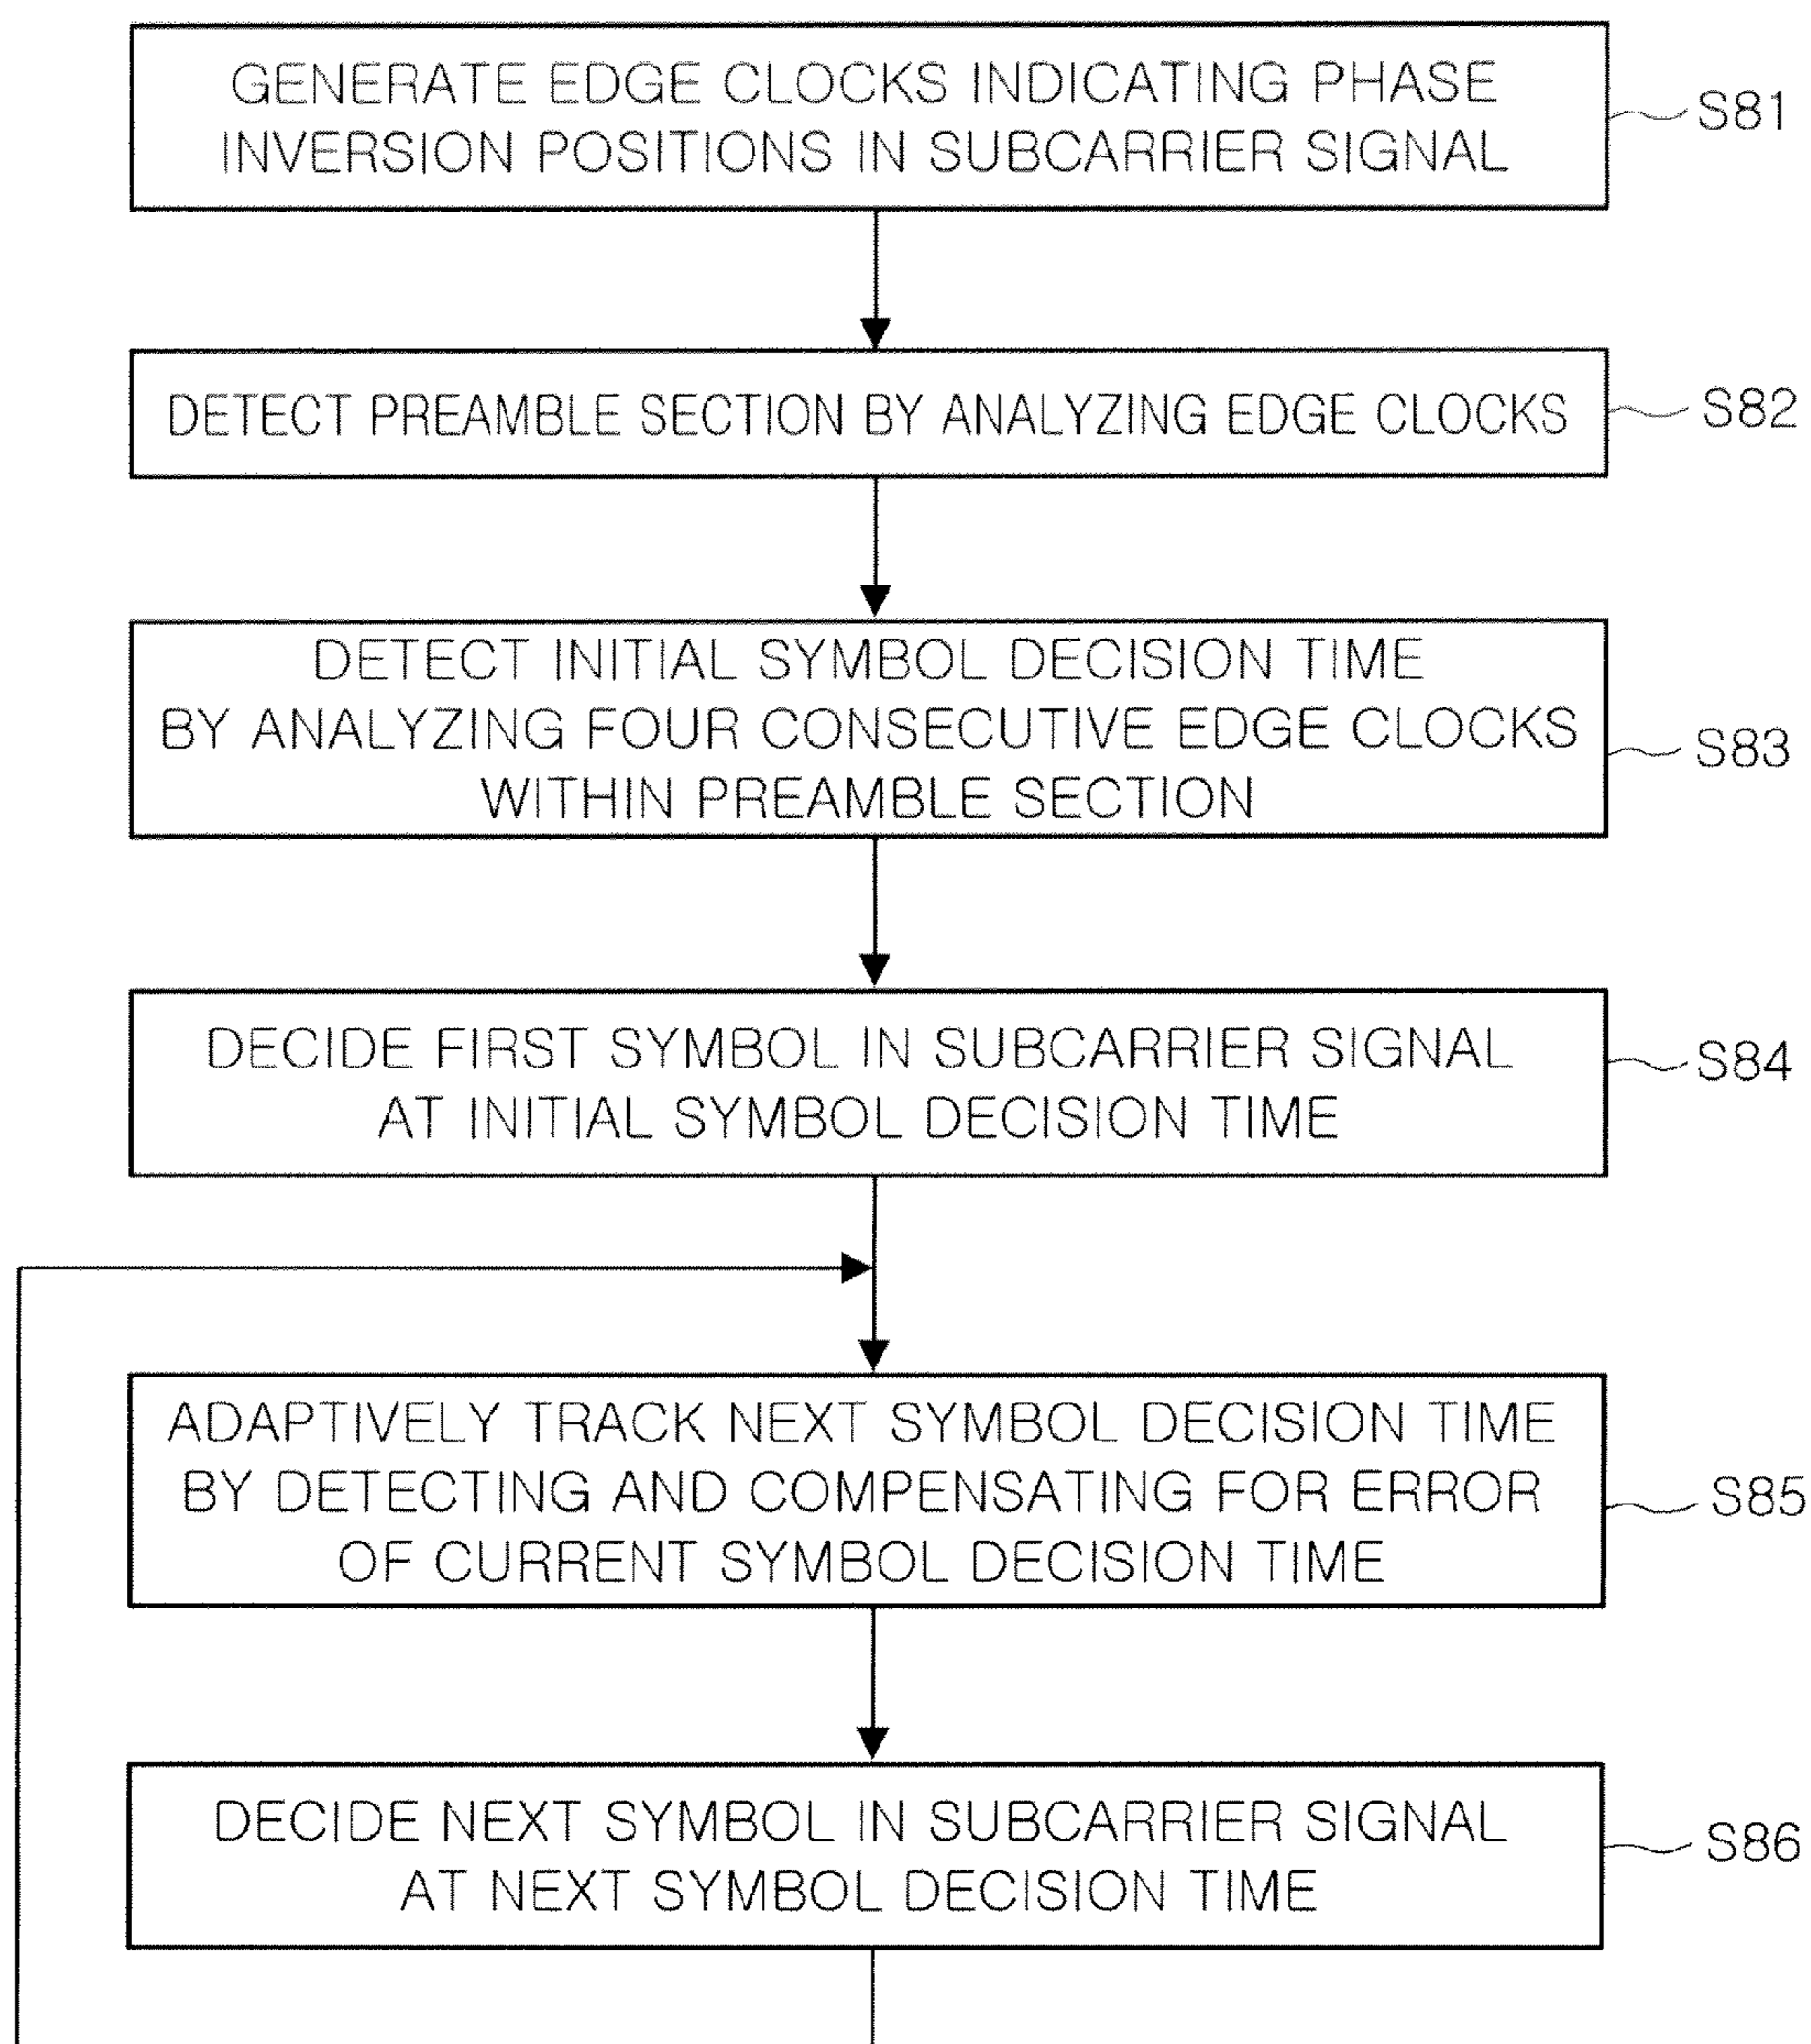 GENERATE EDGE CLOCKS INDICATING PHASE
INVERSION POSITIONS IN SUBCARRIER SIGNAL
S81
DETECT PREAMBLE SECTION BY ANALYZING EDGE CLOCKS
S82
DETECT INITIAL SYMBOL DECISION TIME
BY ANALYZING FOUR CONSECUTIVE EDGE CLOCKS
WITHIN PREAMBLE SECTION
S83
DECIDE FIRST SYMBOL IN SUBCARRIER SIGNAL
AT INITIAL SYMBOL DECISION TIME
S84
ADAPTIVELY TRACK NEXT SYMBOL DECISION TIME
BY DETECTING AND COMPENSATING FOR ERROR
OF CURRENT SYMBOL DECISION TIME
S85
DECIDE NEXT SYMBOL IN SUBCARRIER SIGNAL
AT NEXT SYMBOL DECISION TIME
S86